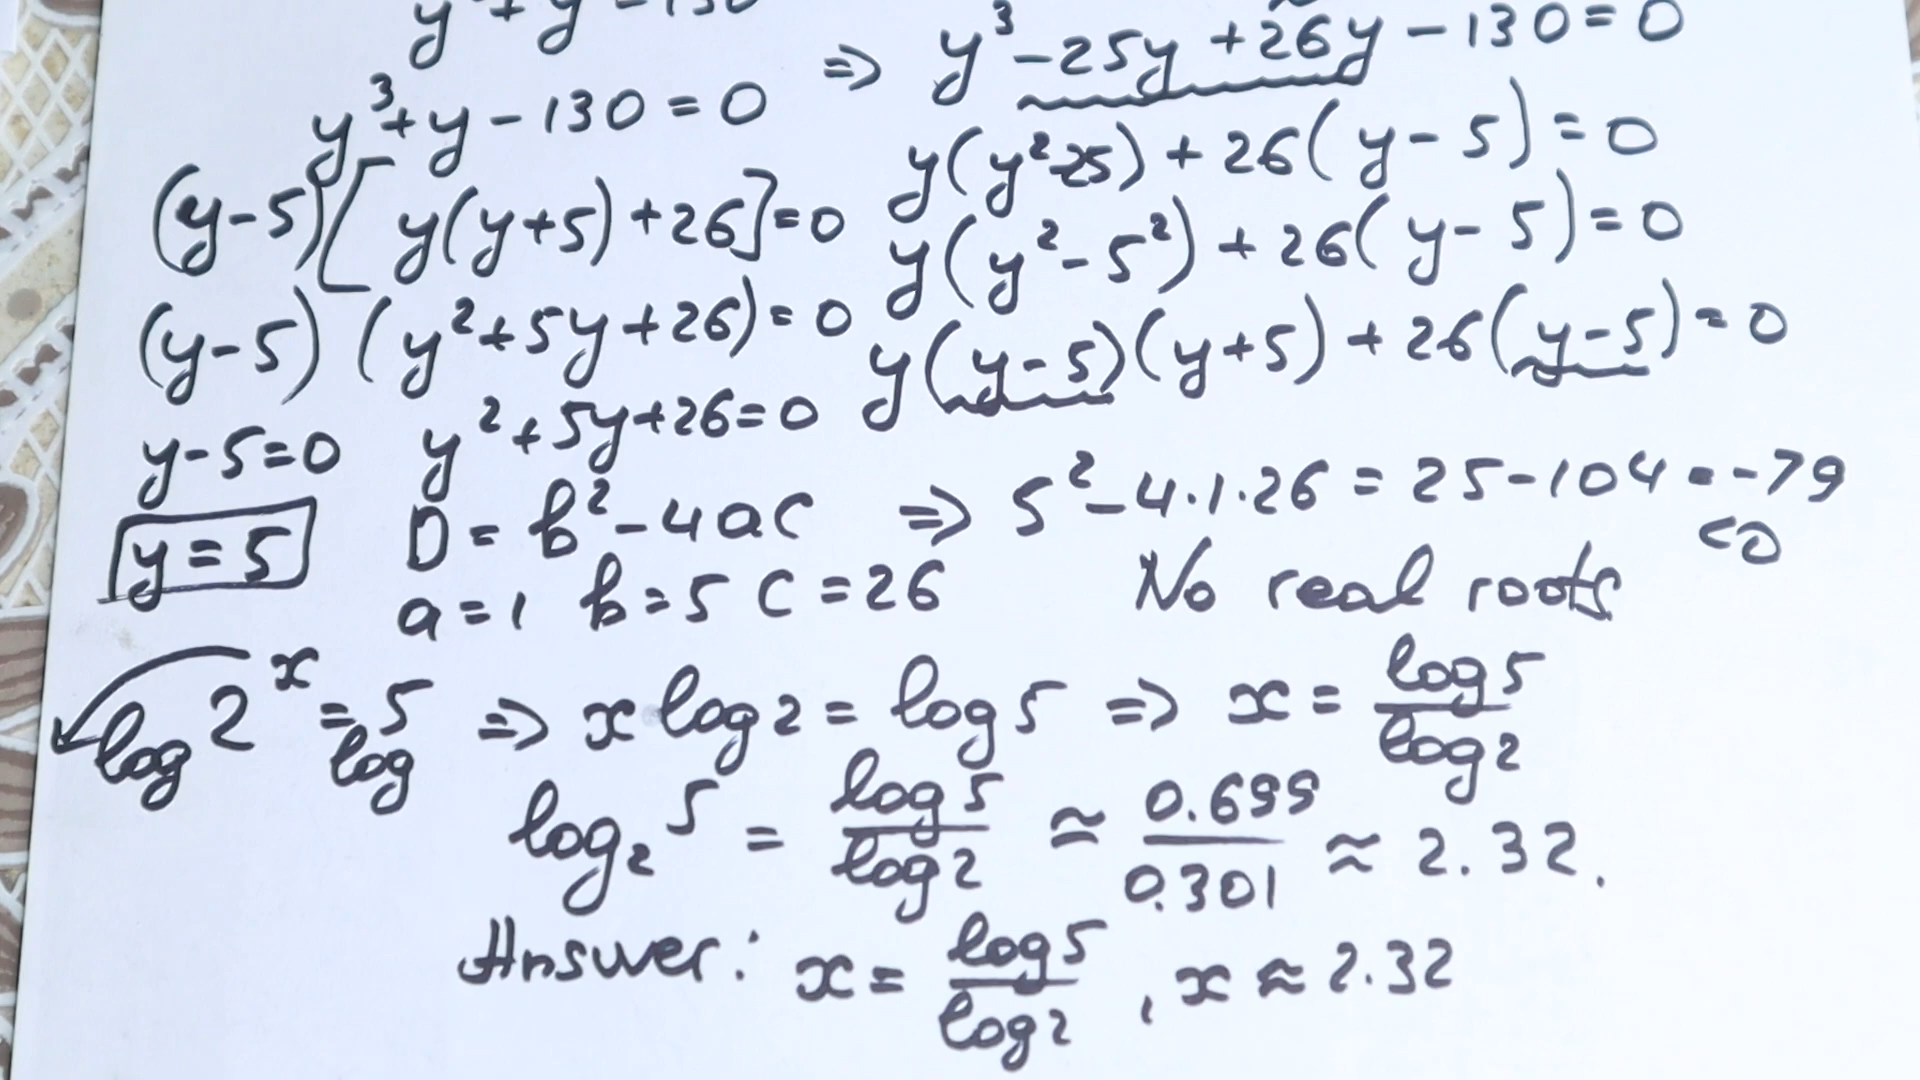 y³ + y - 130 = 0
(y-5)[y(y+5)+26]=0
(y-5)(y²+5y+26)=0
y-5=0 y²+5y+26=0
y=5
D = b²-4ac ⇒ 5²-4·1·26 = 25-104 = -79
<0
a=1 b=5 c=26 No real roots
⇒ y³-25y+26y-130=0
y(y²-25)+26(y-5)=0
y(y²-5²)+26(y-5)=0
y(y-5)(y+5)+26(y-5)=0
log 2^x = log 5 ⇒ x log 2 = log 5 ⇒ x = log 5 / log 2
log₂ 5 = log 5 / log 2 ≈ 0.699 / 0.301 ≈ 2.32.
Answer: x = log 5 / log 2 , x ≈ 2.32